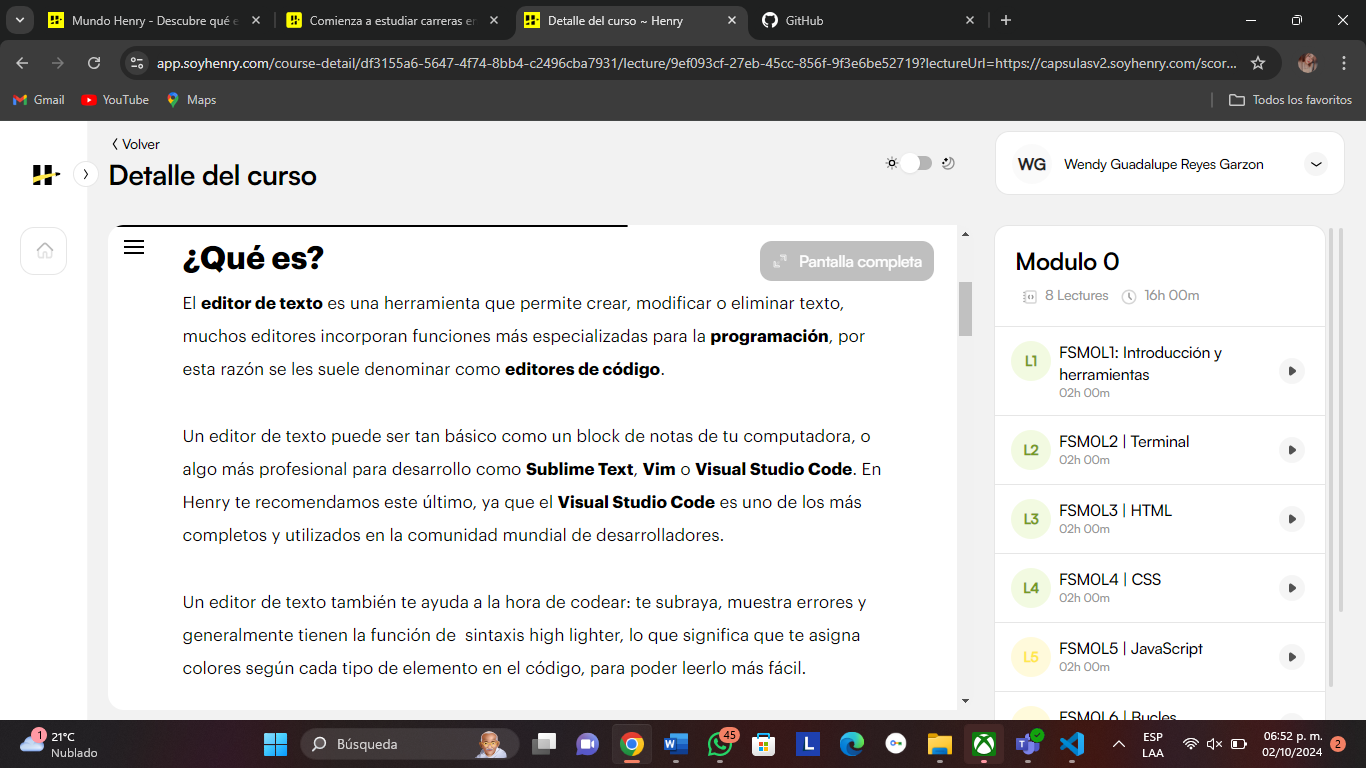 Mundo Henry - Descubre qué e
Comienza a estudiar carreras en
Detalle del curso ~ Henry
GitHub
app.soyhenry.com/course-detail/df3155a6-5647-4f74-8bb4-c2496cba7931/lecture/9ef093cf-27eb-45cc-856f-9f3e6be52719?lectureUrl=https://capsulasv2.soyhenry.com/scor...
Gmail
YouTube
Maps
Todos los favoritos
Volver
Detalle del curso
WG
Wendy Guadalupe Reyes Garzon
¿Qué es?
Pantalla completa
El editor de texto es una herramienta que permite crear, modificar o eliminar texto,
muchos editores incorporan funciones más especializadas para la programación, por
esta razón se les suele denominar como editores de código.
Un editor de texto puede ser tan básico como un block de notas de tu computadora, o
algo más profesional para desarrollo como Sublime Text, Vim o Visual Studio Code. En
Henry te recomendamos este último, ya que el Visual Studio Code es uno de los más
completos y utilizados en la comunidad mundial de desarrolladores.
Un editor de texto también te ayuda a la hora de codear: te subraya, muestra errores y
generalmente tienen la función de  sintaxis high lighter, lo que significa que te asigna
colores según cada tipo de elemento en el código, para poder leerlo más fácil.
Modulo 0
8 Lectures
16h 00m
L1
FSM0L1: Introducción y
herramientas
02h 00m
L2
FSM0L2 | Terminal
02h 00m
L3
FSM0L3 | HTML
02h 00m
L4
FSM0L4 | CSS
02h 00m
L5
FSM0L5 | JavaScript
02h 00m
FSM0L6 | Bucles
1
21°C
Nublado
Búsqueda
45
L
ESP
LAA
06:52 p. m.
02/10/2024
2